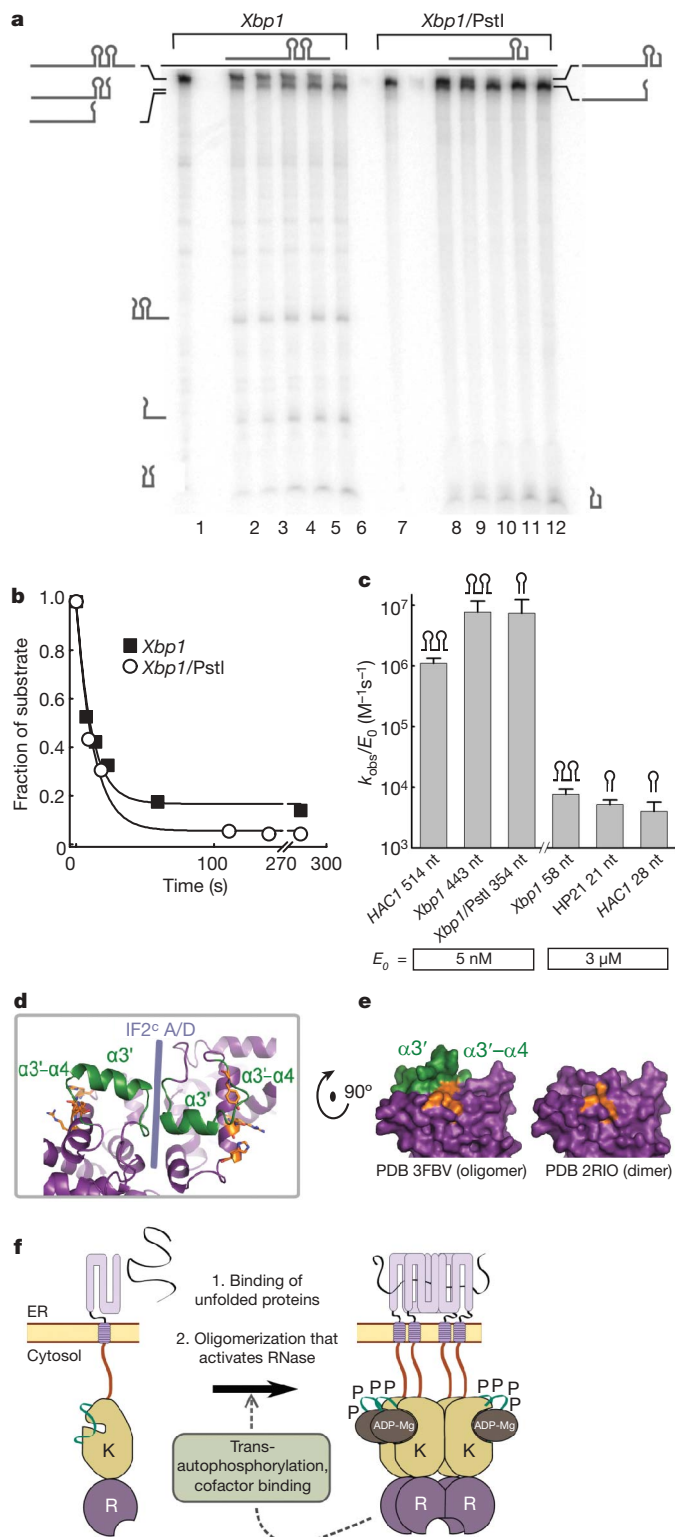 a
Xbp1
Xbp1/PstI
1 2 3 4 5 6 7 8 9 10 11 12
b
1.0
0.8
0.6
0.4
0.2
0
Fraction of substrate
Xbp1
Xbp1/PstI
0 100 270 300
Time (s)
c
10⁷
10⁶
10⁵
10⁴
10³
kobs/E0 (M⁻¹s⁻¹)
HAC1 514 nt
Xbp1 443 nt
Xbp1/PstI 354 nt
Xbp1 58 nt
HP21 21 nt
HAC1 28 nt
E0 = 5 nM 3 µM
d
IF2ᶜ A/D
α3′-α4
α3′
α3′
α3′-α4
e
90º
α3′ α3′-α4
PDB 3FBV (oligomer)
PDB 2RIO (dimer)
f
ER
Cytosol
K
R
1. Binding of
unfolded proteins
2. Oligomerization that
activates RNase
Trans-
autophosphorylation,
cofactor binding
P P P P
P P P
ADP-Mg
ADP-Mg
K K
R R